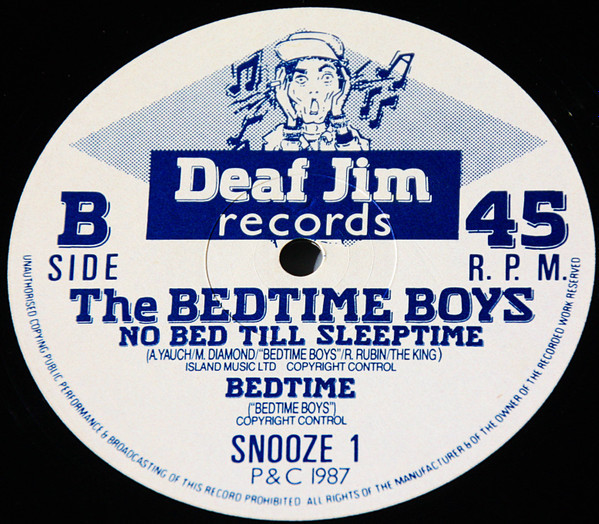 Deaf Jim
records
B
SIDE
45
R. P. M.
The BEDTIME BOYS
NO BED TILL SLEEPTIME
(A.YAUCH/M. DIAMOND/"BEDTIME BOYS"/R. RUBIN/THE KING)
ISLAND MUSIC LTD COPYRIGHT CONTROL
BEDTIME
("BEDTIME BOYS")
COPYRIGHT CONTROL
SNOOZE 1
P & C 1987
UNAUTHORISED COPYING PUBLIC PERFORMANCE & BROADCASTING OF THIS RECORD PROHIBITED. ALL RIGHTS OF THE MANUFACTURER & OF THE OWNER OF THE RECORDED WORK RESERVED